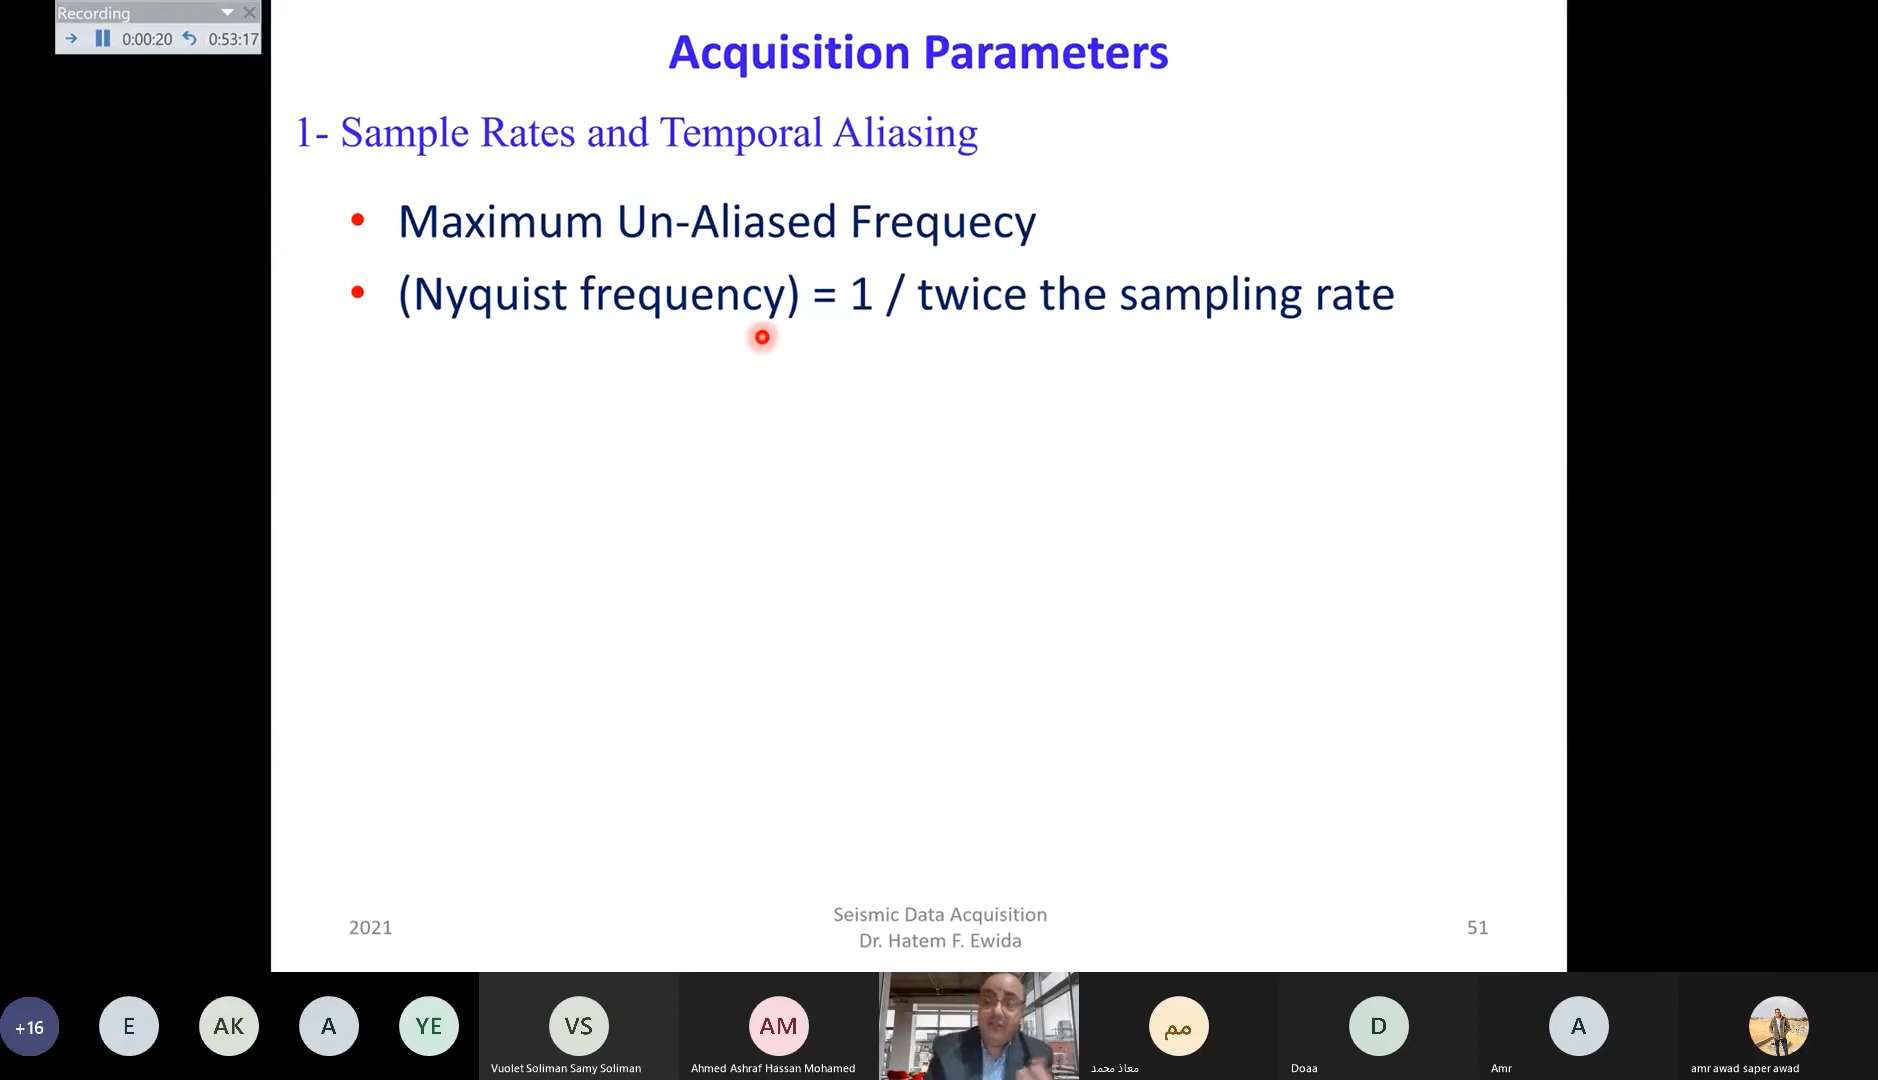 Recording
0:00:20 0:53:17
Acquisition Parameters
1- Sample Rates and Temporal Aliasing
• Maximum Un-Aliased Frequecy
• (Nyquist frequency) = 1 / twice the sampling rate
2021
Seismic Data Acquisition
Dr. Hatem F. Ewida
51
+16
E
AK
A
YE
VS
AM
مم
D
A
Vuolet Soliman Samy Soliman
Ahmed Ashraf Hassan Mohamed
معاذ محمد
Doaa
Amr
amr awad saper awad